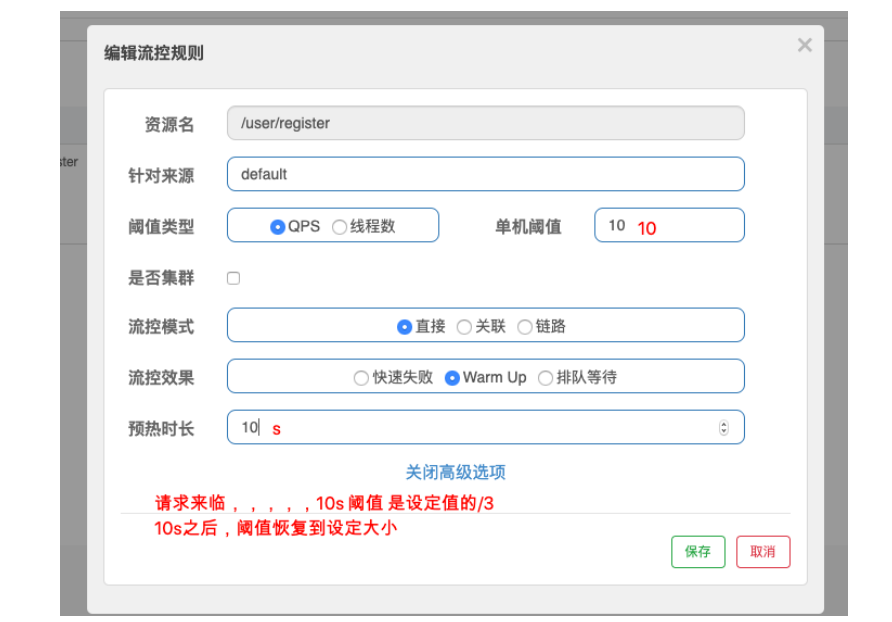 编辑流控规则 ×
资源名 /user/register
ster
针对来源 default
阈值类型 QPS 线程数 单机阈值 10 10
是否集群
流控模式 直接 关联 链路
流控效果 快速失败 Warm Up 排队等待
预热时长 10 s
关闭高级选项
请求来临，，，，，10s 阈值 是设定值的/3
10s之后，阈值恢复到设定大小
保存 取消